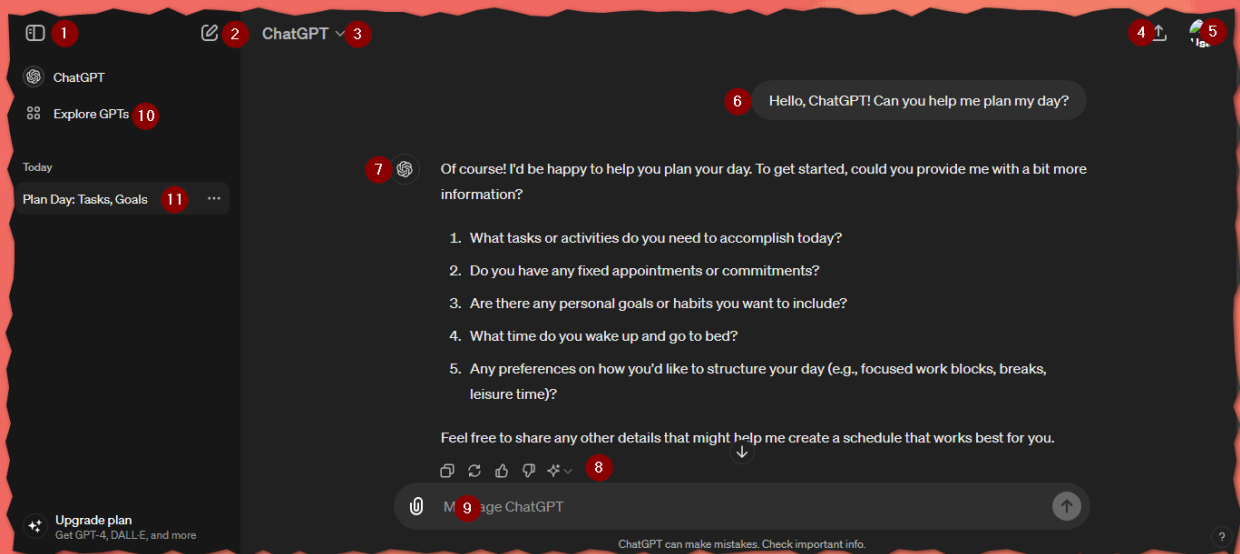 1
2
ChatGPT
3
4
5
ChatGPT
Explore GPTs
10
6
Hello, ChatGPT! Can you help me plan my day?
Today
Plan Day: Tasks, Goals
11
7
Of course! I'd be happy to help you plan your day. To get started, could you provide me with a bit more
information?
1. What tasks or activities do you need to accomplish today?
2. Do you have any fixed appointments or commitments?
3. Are there any personal goals or habits you want to include?
4. What time do you wake up and go to bed?
5. Any preferences on how you'd like to structure your day (e.g., focused work blocks, breaks,
leisure time)?
Feel free to share any other details that might help me create a schedule that works best for you.
8
9
ChatGPT
Upgrade plan
Get GPT-4, DALL·E, and more
ChatGPT can make mistakes. Check important info.
?